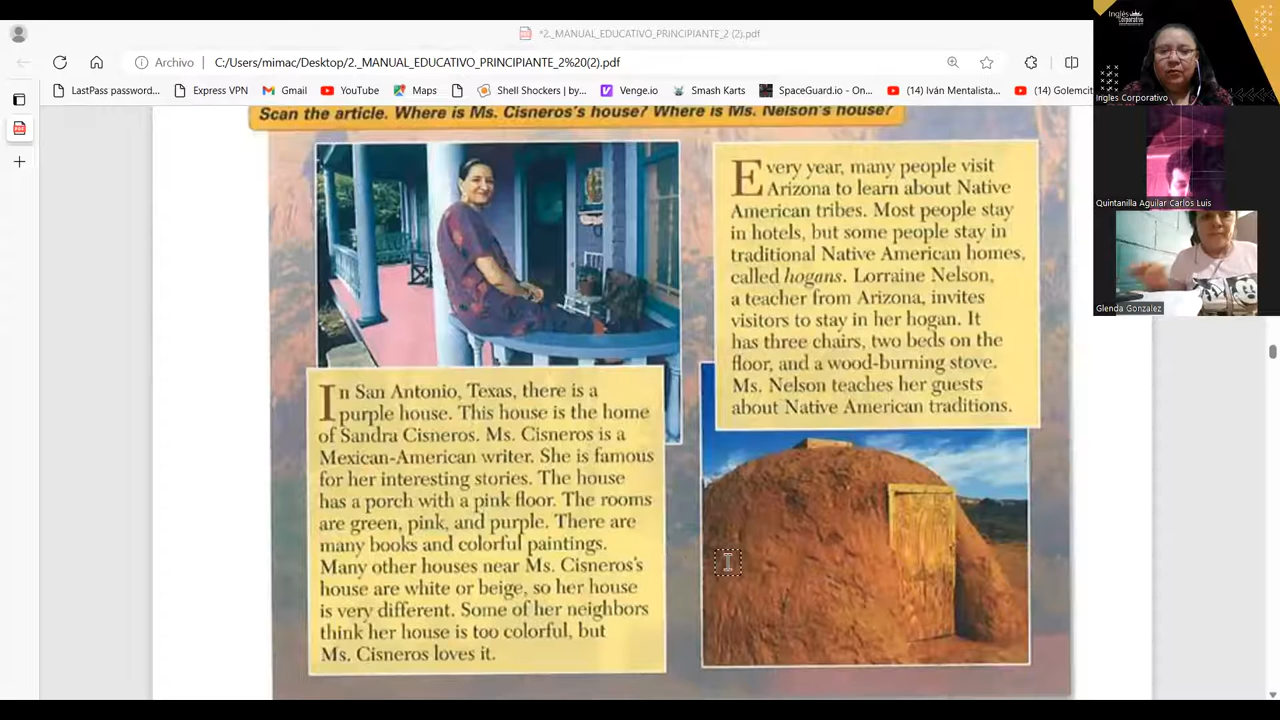 *2._MANUAL_EDUCATIVO_PRINCIPIANTE_2 (2).pdf
Archivo
C:/Users/mimac/Desktop/2._MANUAL_EDUCATIVO_PRINCIPIANTE_2%20(2).pdf
LastPass password...
Express VPN
Gmail
YouTube
Maps
Shell Shockers | by...
Venge.io
Smash Karts
SpaceGuard.io - On...
(14) Iván Mentalista...
(14) Golemcit
Scan the article. Where is Ms. Cisneros's house? Where is Ms. Nelson's house?
In San Antonio, Texas, there is a
purple house. This house is the home
of Sandra Cisneros. Ms. Cisneros is a
Mexican-American writer. She is famous
for her interesting stories. The house
has a porch with a pink floor. The rooms
are green, pink, and purple. There are
many books and colorful paintings.
Many other houses near Ms. Cisneros's
house are white or beige, so her house
is very different. Some of her neighbors
think her house is too colorful, but
Ms. Cisneros loves it.
Every year, many people visit
Arizona to learn about Native
American tribes. Most people stay
in hotels, but some people stay in
traditional Native American homes,
called hogans. Lorraine Nelson,
a teacher from Arizona, invites
visitors to stay in her hogan. It
has three chairs, two beds on the
floor, and a wood-burning stove.
Ms. Nelson teaches her guests
about Native American traditions.
Inglés
Corporativo
Ingles Corporativo
Quintanilla Aguilar Carlos Luis
Glenda Gonzalez